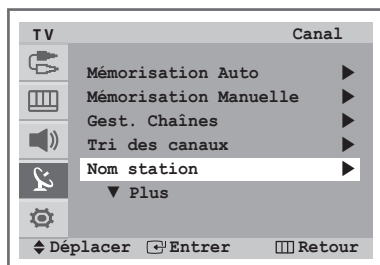 TV Canal
Mémorisation Auto
Mémorisation Manuelle
Gest. Chaînes
Tri des canaux
Nom station
▼ Plus
Déplacer Entrer Retour